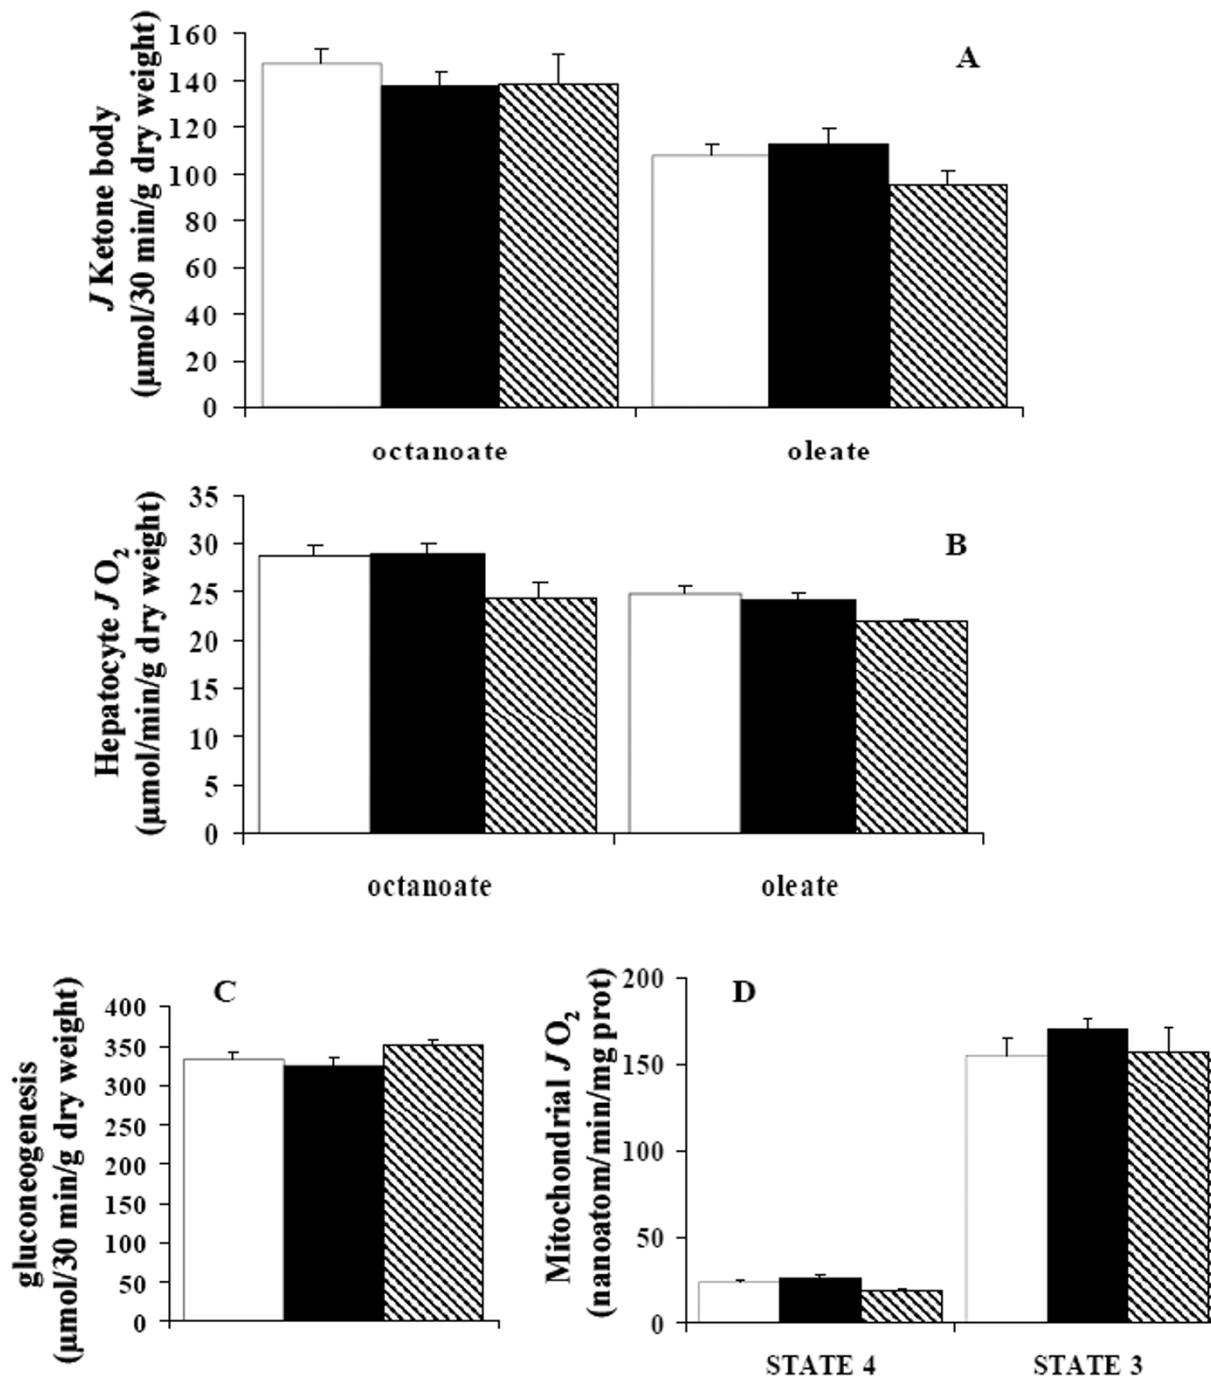 A
J Ketone body
(µmol/30 min/g dry weight)
160
140
120
100
80
60
40
20
0
octanoate
oleate
B
Hepatocyte J O2
(µmol/min/g dry weight)
35
30
25
20
15
10
5
0
octanoate
oleate
C
gluconeogenesis
(µmol/30 min/g dry weight)
400
350
300
250
200
150
100
50
0
D
Mitochondrial J O2
(nanoatom/min/mg prot)
200
150
100
50
0
STATE 4
STATE 3